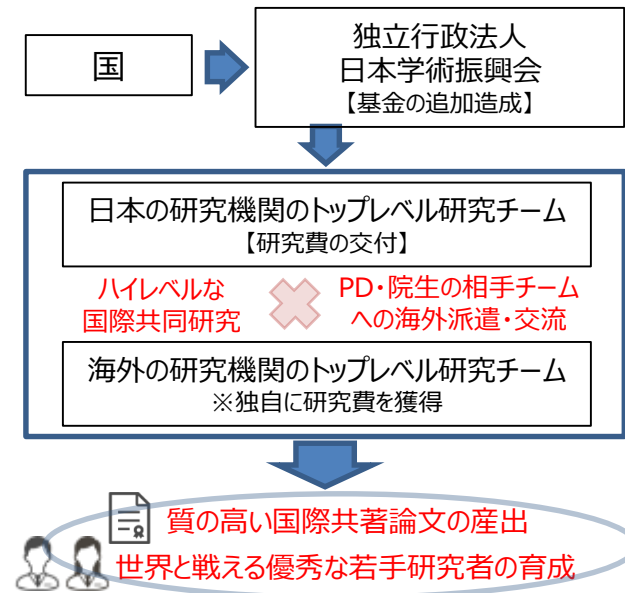 国
独立行政法人
日本学術振興会
【基金の追加造成】
日本の研究機関のトップレベル研究チーム
【研究費の交付】
ハイレベルな
国際共同研究
PD・院生の相手チーム
への海外派遣・交流
海外の研究機関のトップレベル研究チーム
※独自に研究費を獲得
質の高い国際共著論文の産出
世界と戦える優秀な若手研究者の育成